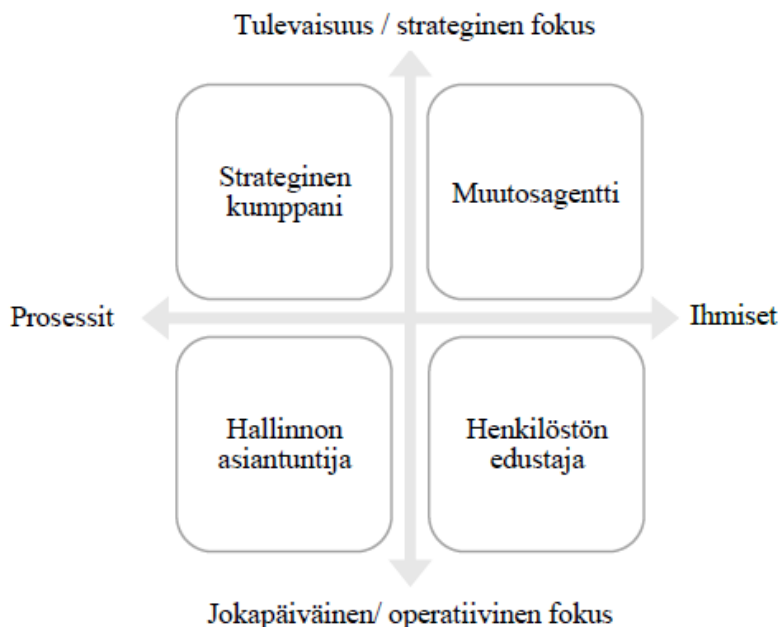 Tulevaisuus / strateginen fokus
Strateginen
kumppani
Muutosagentti
Prosessit
Ihmiset
Hallinnon
asiantuntija
Henkilöstön
edustaja
Jokapäiväinen/ operatiivinen fokus